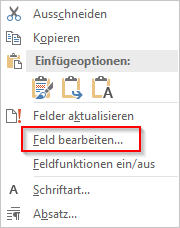 Ausschneiden
Kopieren
Einfügeoptionen:
Felder aktualisieren
Feld bearbeiten...
Feldfunktionen ein/aus
Schriftart...
Absatz...